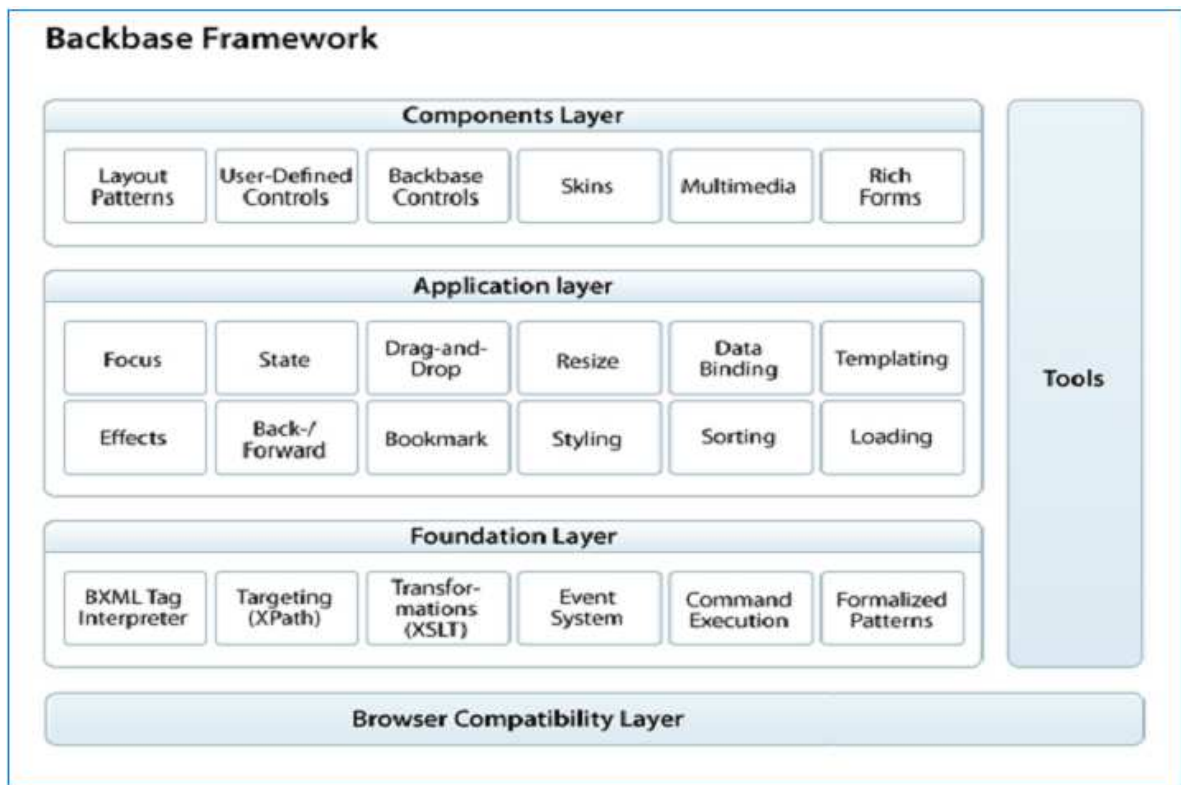 Backbase Framework
Components Layer
Layout
Patterns
User-Defined
Controls
Backbase
Controls
Skins
Multimedia
Rich
Forms
Application layer
Focus
State
Drag-and-
Drop
Resize
Data
Binding
Templating
Effects
Back-/
Forward
Bookmark
Styling
Sorting
Loading
Foundation Layer
BXML Tag
Interpreter
Targeting
(XPath)
Transfor-
mations
(XSLT)
Event
System
Command
Execution
Formalized
Patterns
Tools
Browser Compatibility Layer